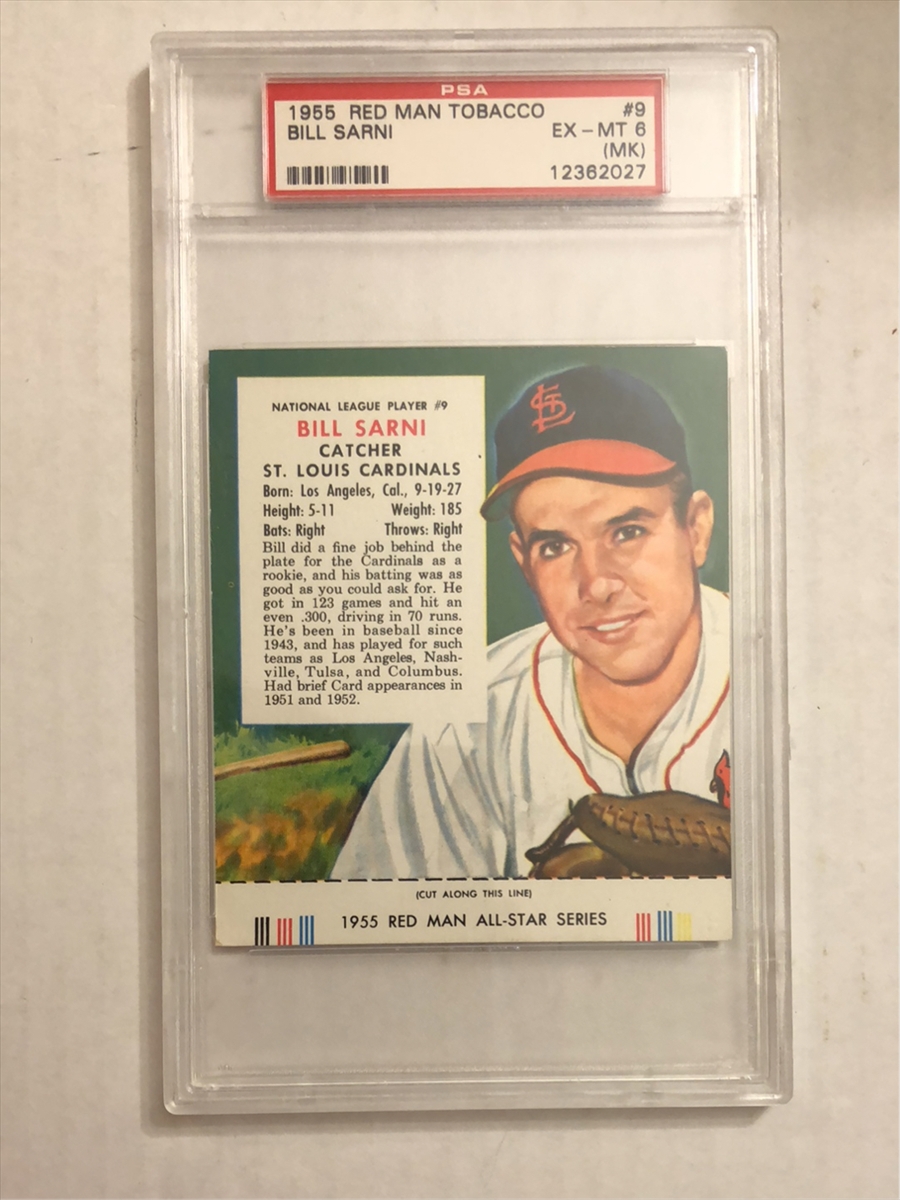 PSA
1955 RED MAN TOBACCO #9
BILL SARNI EX-MT 6
(MK)
12362027
NATIONAL LEAGUE PLAYER #9
BILL SARNI
CATCHER
ST. LOUIS CARDINALS
Born: Los Angeles, Cal., 9-19-27
Height: 5-11 Weight: 185
Bats: Right Throws: Right
Bill did a fine job behind the
plate for the Cardinals as a
rookie, and his batting was as
good as you could ask for. He
got in 123 games and hit an
even .300, driving in 70 runs.
He's been in baseball since
1943, and has played for such
teams as Los Angeles, Nash-
ville, Tulsa, and Columbus.
Had brief Card appearances in
1951 and 1952.
STL
(CUT ALONG THIS LINE)
1955 RED MAN ALL-STAR SERIES